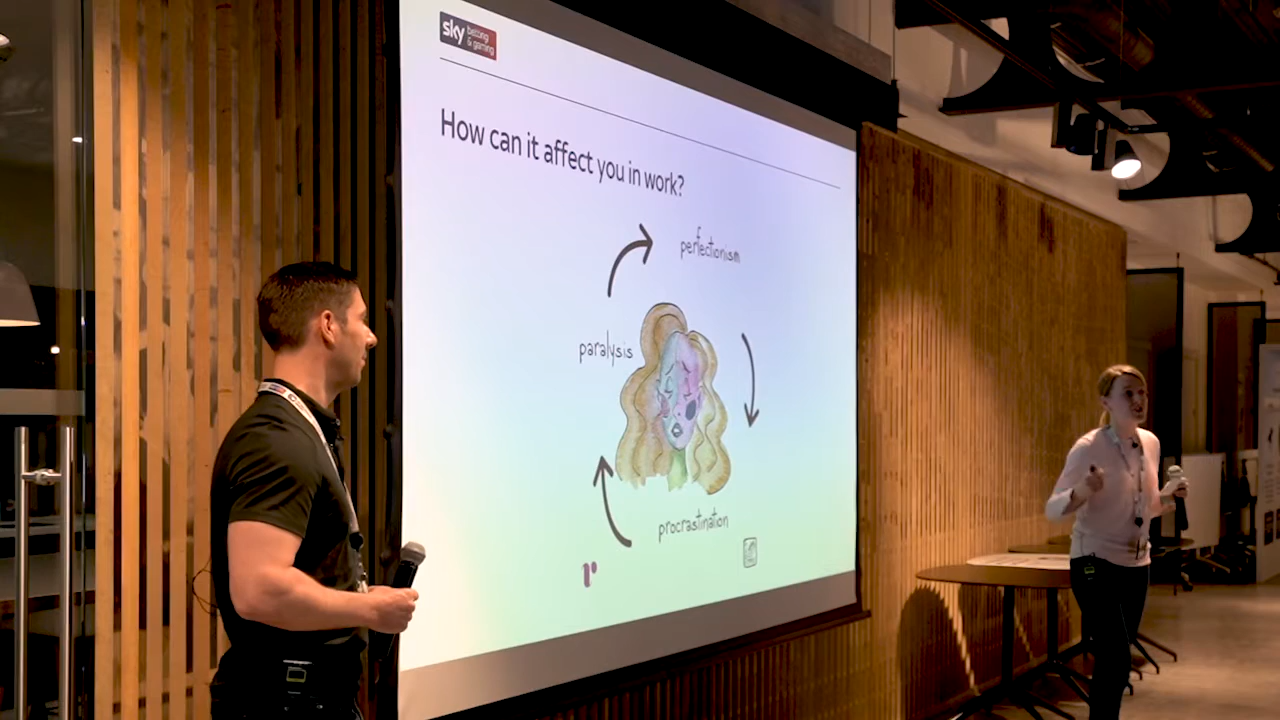 sky betting
& gaming
How can it affect you in work?
perfectionism
paralysis
procrastination
r